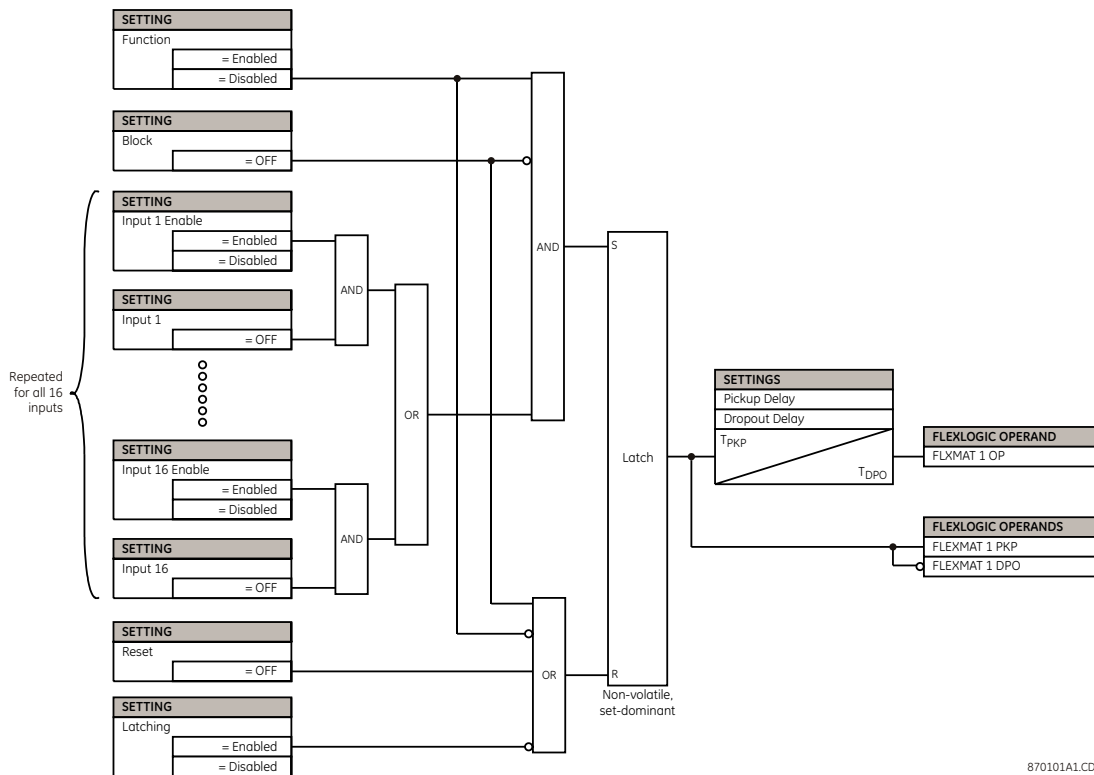 SETTING
Function
= Enabled
= Disabled
SETTING
Block
= OFF
SETTING
Input 1 Enable
= Enabled
= Disabled
SETTING
Input 1
= OFF
Repeated
for all 16
inputs
SETTING
Input 16 Enable
= Enabled
= Disabled
SETTING
Input 16
= OFF
SETTING
Reset
= OFF
SETTING
Latching
= Enabled
= Disabled
AND
AND
OR
AND
OR
S
Latch
R
Non-volatile,
set-dominant
SETTINGS
Pickup Delay
Dropout Delay
TPKP
TDPO
FLEXLOGIC OPERAND
FLXMAT 1 OP
FLEXLOGIC OPERANDS
FLEXMAT 1 PKP
FLEXMAT 1 DPO
870101A1.CD